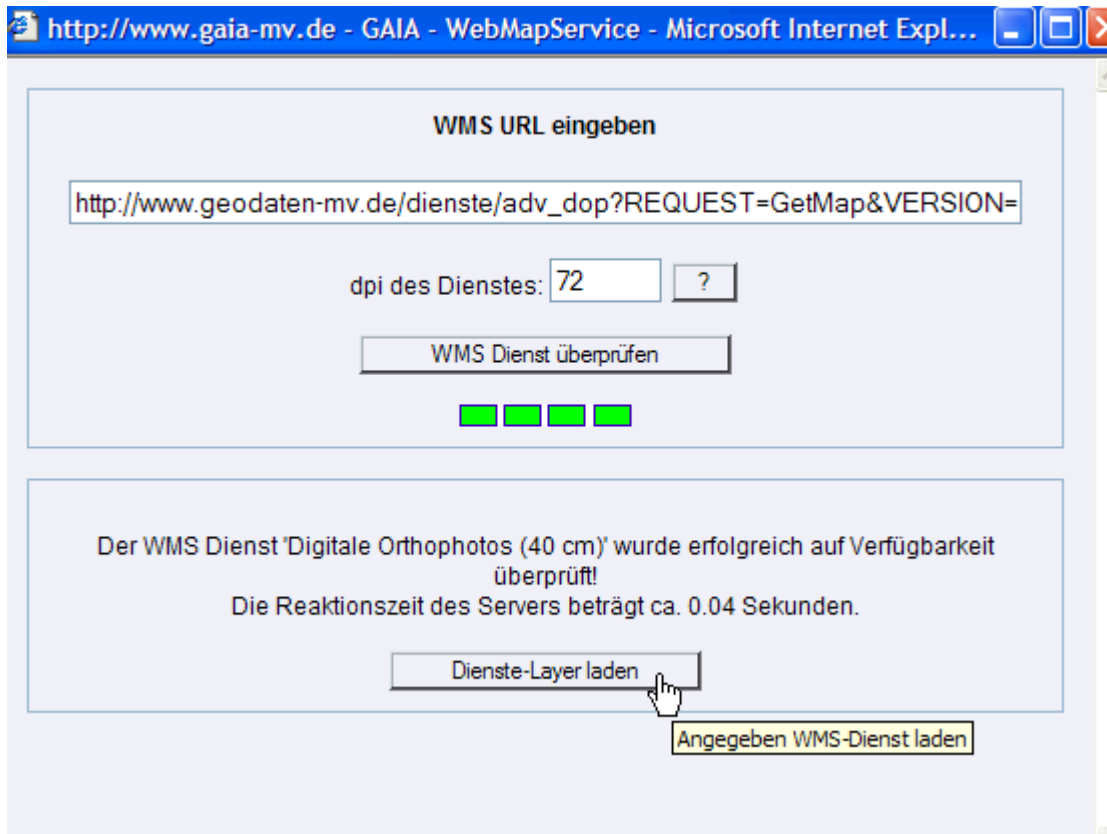 http://www.gaia-mv.de - GAIA - WebMapService - Microsoft Internet Expl...
WMS URL eingeben
http://www.geodaten-mv.de/dienste/adv_dop?REQUEST=GetMap&VERSION=
dpi des Dienstes: 72 ?
WMS Dienst überprüfen
Der WMS Dienst 'Digitale Orthophotos (40 cm)' wurde erfolgreich auf Verfügbarkeit
überprüft!
Die Reaktionszeit des Servers beträgt ca. 0.04 Sekunden.
Dienste-Layer laden
Angegeben WMS-Dienst laden